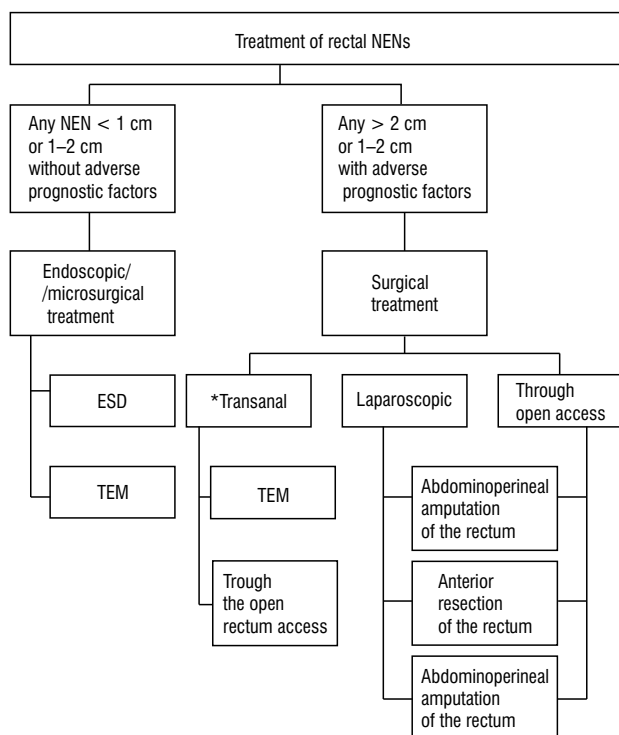 Treatment of rectal NENs
Any NEN < 1 cm
or 1–2 cm
without adverse
prognostic factors
Any > 2 cm
or 1–2 cm
with adverse
prognostic factors
Endoscopic/
/microsurgical
treatment
Surgical
treatment
ESD
TEM
*Transanal
Laparoscopic
Through
open access
TEM
Trough
the open
rectum access
Abdominoperineal
amputation
of the rectum
Anterior
resection
of the rectum
Abdominoperineal
amputation
of the rectum